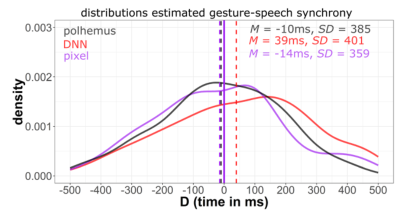 distributions estimated gesture-speech synchrony
polhemus
DNN
pixel
M = -10ms, SD = 385
M = 39ms, SD = 401
M = -14ms, SD = 359
density
0.003
0.002
0.001
0.000
-500 -400 -300 -200 -100 0 100 200 300 400 500
D (time in ms)